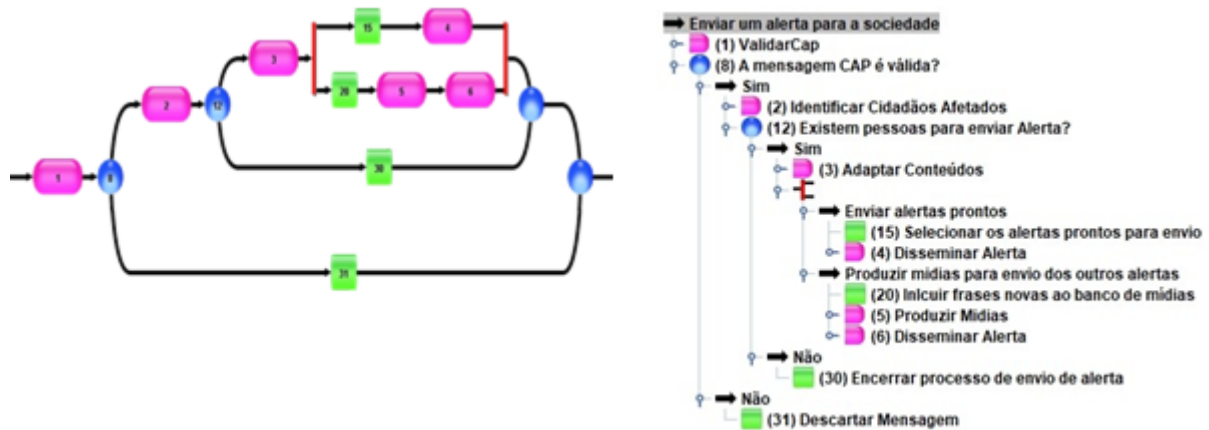 15
4
3
20
5
6
2
12
30
1
8
31
Enviar um alerta para a sociedade
(1) ValidarCap
(8) A mensagem CAP é válida?
Sim
(2) Identificar Cidadãos Afetados
(12) Existem pessoas para enviar Alerta?
Sim
(3) Adaptar Conteúdos
Enviar alertas prontos
(15) Selecionar os alertas prontos para envio
(4) Disseminar Alerta
Produzir mídias para envio dos outros alertas
(20) Inlcuir frases novas ao banco de mídias
(5) Produzir Mídias
(6) Disseminar Alerta
Não
(30) Encerrar processo de envio de alerta
Não
(31) Descartar Mensagem